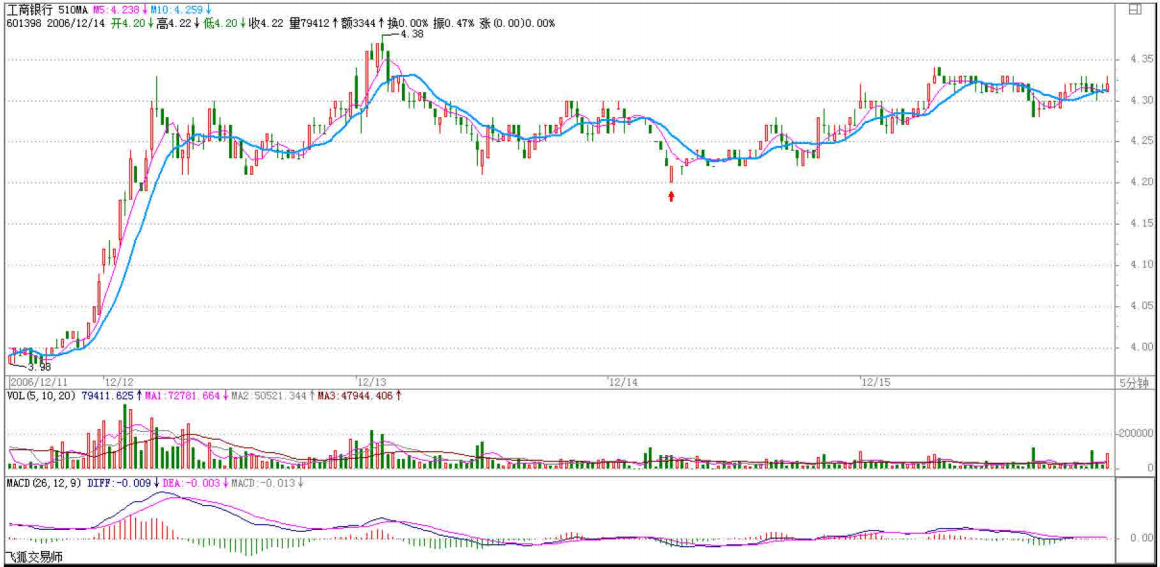 工商银行 510MA M5:4.238↓M10:4.259↓
601398 2006/12/14 开4.20↓高4.22↓低4.20↓收4.22 量79412↑额3344↑换0.00% 振0.47% 涨(0.00)0.00%
4.38
4.35
4.30
4.25
4.20
4.15
4.10
4.05
4.00
3.98
2006/12/11 12/12 12/13 12/14 12/15 5分钟
VOL(5,10,20) 79411.625↑MA1:72781.664↓MA2:50521.344↑MA3:47944.406↑
200000
0
MACD(26,12,9) DIFF:-0.009↓DEA:-0.003↓MACD:-0.013↓
0.00
飞狐交易师